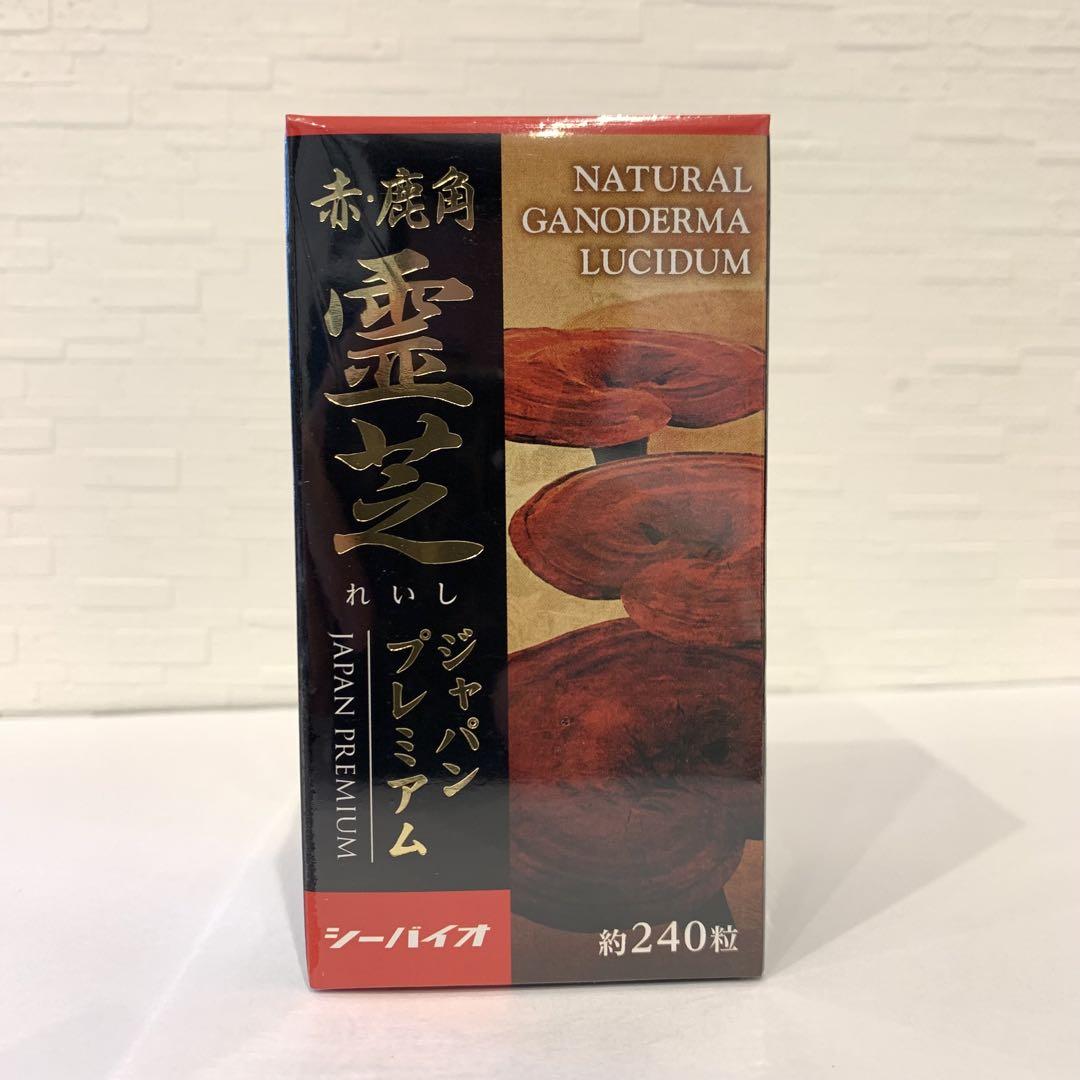 赤・鹿角
霊芝
れいし
ジャパン
プレミアム
JAPAN PREMIUM
シーバイオ
NATURAL
GANODERMA
LUCIDUM
約240粒